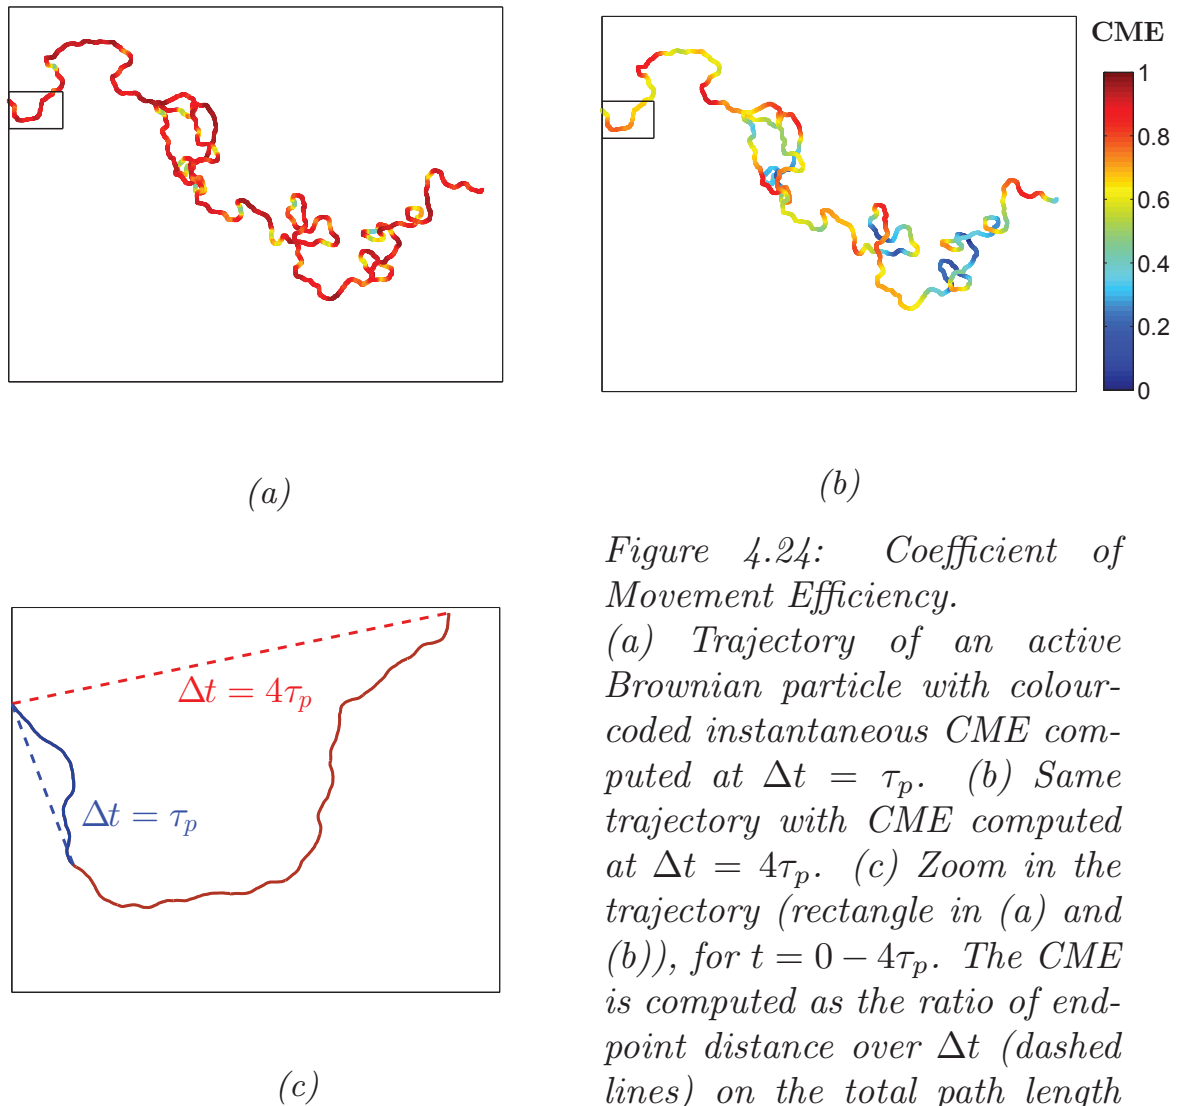 CME
1
0.8
0.6
0.4
0.2
0
(a)
(b)
Δt = 4τp
Δt = τp
(c)
Figure 4.24: Coefficient of
Movement Efficiency.
(a) Trajectory of an active
Brownian particle with colour-
coded instantaneous CME com-
puted at Δt = τp. (b) Same
trajectory with CME computed
at Δt = 4τp. (c) Zoom in the
trajectory (rectangle in (a) and
(b)), for t = 0 − 4τp. The CME
is computed as the ratio of end-
point distance over Δt (dashed
lines) on the total path length